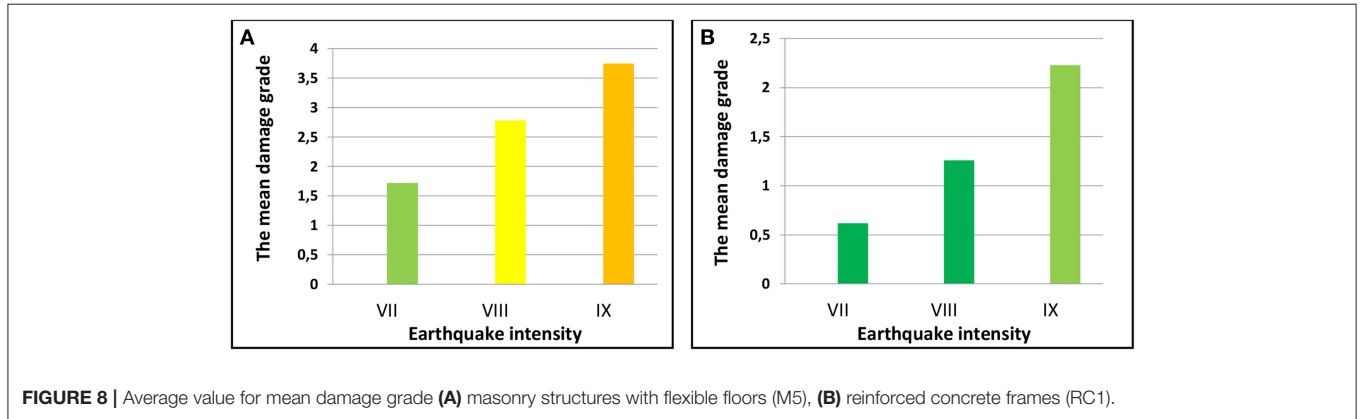 A
The mean damage grade
4
3,5
3
2,5
2
1,5
1
0,5
0
VII VIII IX
Earthquake intensity
B
The mean damage grade
2,5
2
1,5
1
0,5
0
VII VIII IX
Earthquake intensity
FIGURE 8 | Average value for mean damage grade (A) masonry structures with flexible floors (M5), (B) reinforced concrete frames (RC1).